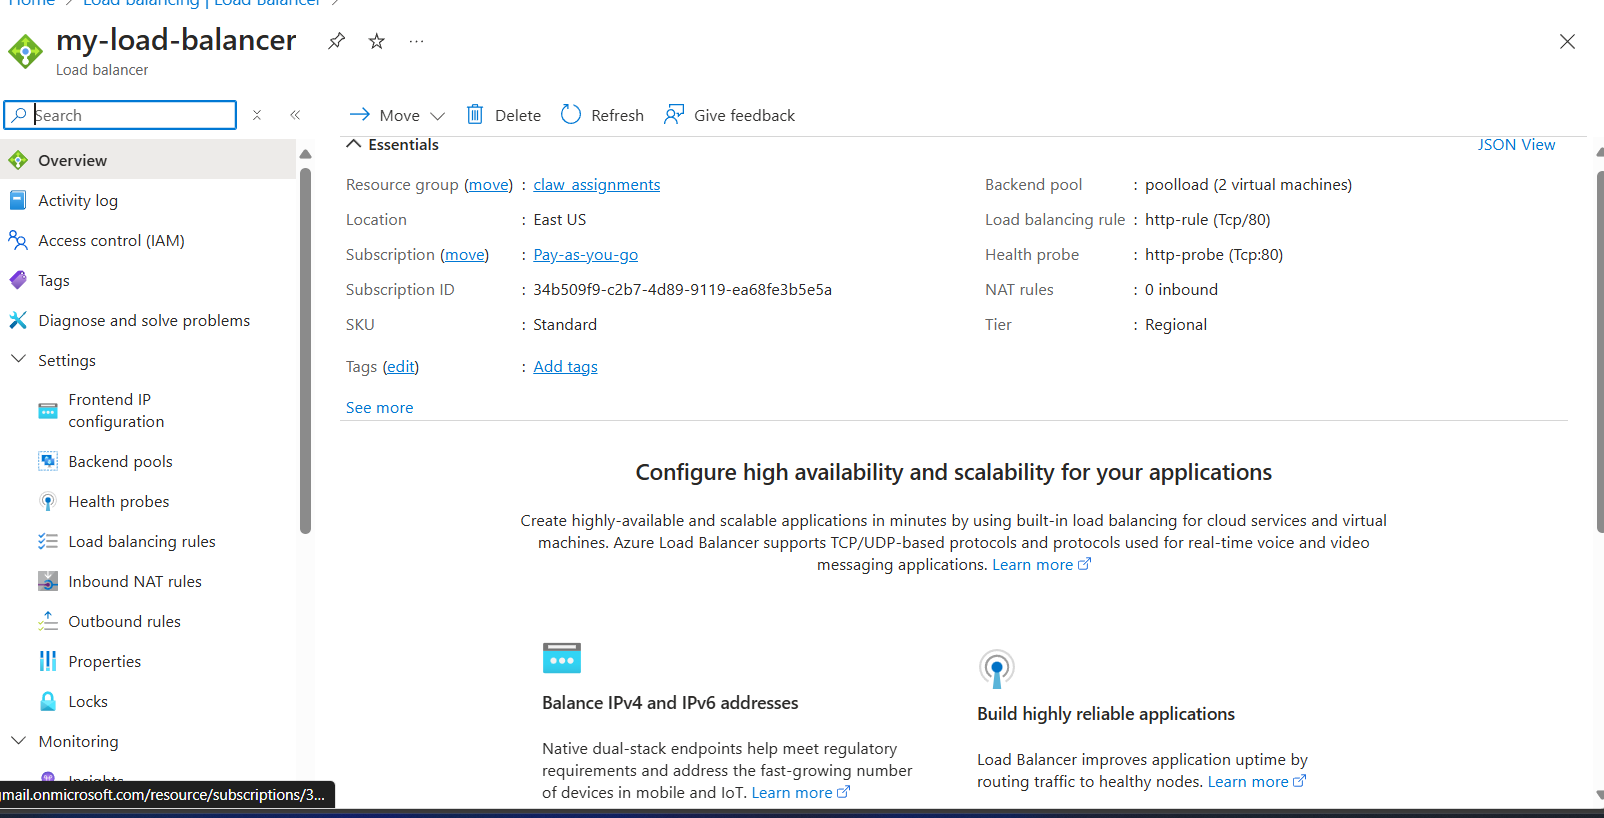 Home > Load balancing | Load Balancer >
my-load-balancer
Load balancer
Search
Move
Delete
Refresh
Give feedback
Overview
Activity log
Access control (IAM)
Tags
Diagnose and solve problems
Settings
Frontend IP
configuration
Backend pools
Health probes
Load balancing rules
Inbound NAT rules
Outbound rules
Properties
Locks
Monitoring
Insights
gmail.onmicrosoft.com/resource/subscriptions/3...
Essentials
JSON View
Resource group (move) : claw_assignments
Location : East US
Subscription (move) : Pay-as-you-go
Subscription ID : 34b509f9-c2b7-4d89-9119-ea68fe3b5e5a
SKU : Standard
Tags (edit) : Add tags
See more
Backend pool : poolload (2 virtual machines)
Load balancing rule : http-rule (Tcp/80)
Health probe : http-probe (Tcp:80)
NAT rules : 0 inbound
Tier : Regional
Configure high availability and scalability for your applications
Create highly-available and scalable applications in minutes by using built-in load balancing for cloud services and virtual
machines. Azure Load Balancer supports TCP/UDP-based protocols and protocols used for real-time voice and video
messaging applications. Learn more
Balance IPv4 and IPv6 addresses
Native dual-stack endpoints help meet regulatory
requirements and address the fast-growing number
of devices in mobile and IoT. Learn more
Build highly reliable applications
Load Balancer improves application uptime by
routing traffic to healthy nodes. Learn more